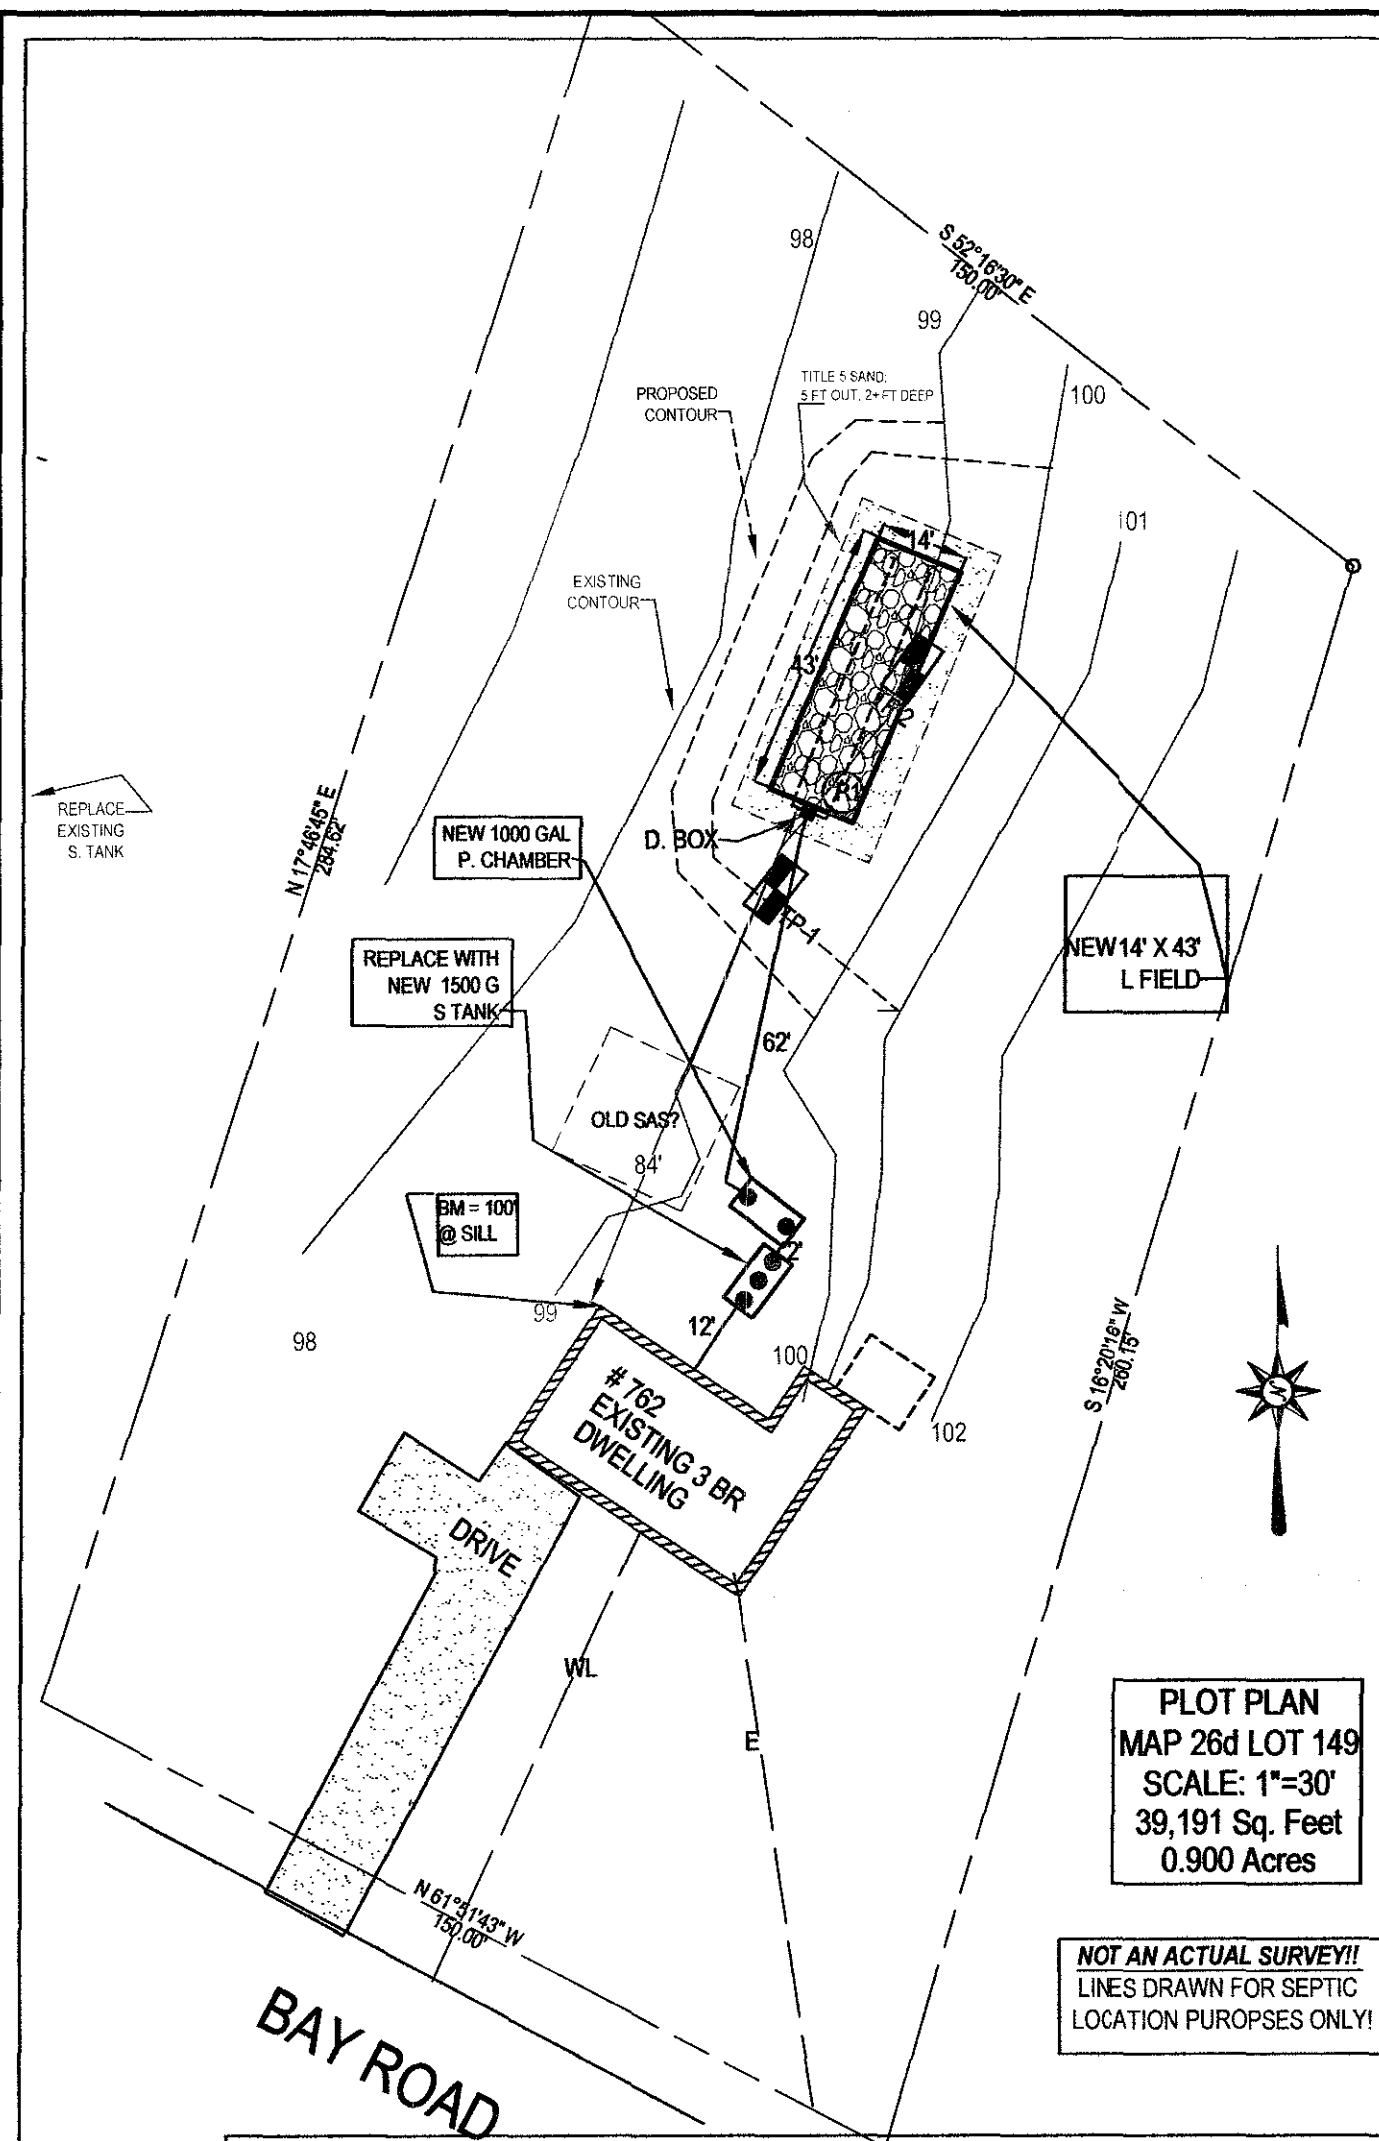 98
S 52°16'30" E
150.00'
99
TITLE 5 SAND;
5 FT OUT, 2+FT DEEP
PROPOSED
CONTOUR
100
101
14'
EXISTING
CONTOUR
43'
REPLACE
EXISTING
S. TANK
N 17°46'45" E
284.62'
NEW 1000 GAL
P. CHAMBER
D. BOX
P1
TP-1
REPLACE WITH
NEW 1500 G
S TANK
NEW 14' X 43'
L FIELD
62'
OLD SAS?
84'
BM = 100'
@ SILL
2'
99
98
12'
100
102
S 16°20'16" W
260.15'
N
# 762
EXISTING 3 BR
DWELLING
DRIVE
WL
E
PLOT PLAN
MAP 26d LOT 149
SCALE: 1"=30'
39,191 Sq. Feet
0.900 Acres
N 61°51'43" W
150.00'
NOT AN ACTUAL SURVEY!!
LINES DRAWN FOR SEPTIC
LOCATION PUROPSES ONLY!
BAY ROAD